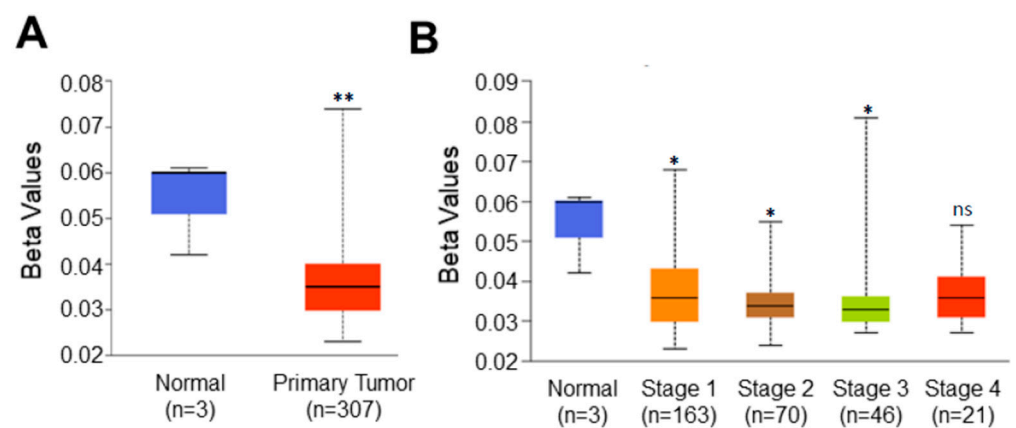 A
B
Beta Values
0.08
0.07
0.06
0.05
0.04
0.03
0.02
**
Normal
(n=3)
Primary Tumor
(n=307)
Beta Values
0.09
0.08
0.07
0.06
0.05
0.04
0.03
0.02
*
*
*
ns
Normal
(n=3)
Stage 1
(n=163)
Stage 2
(n=70)
Stage 3
(n=46)
Stage 4
(n=21)